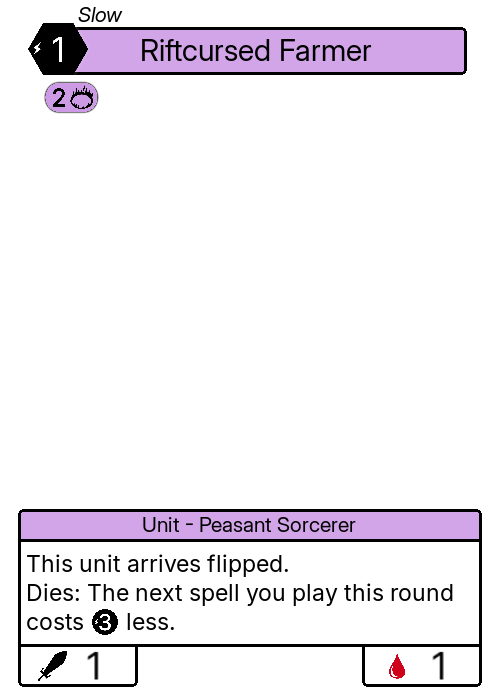 Slow
1 Riftcursed Farmer
2
Unit - Peasant Sorcerer
This unit arrives flipped.
Dies: The next spell you play this round
costs 3 less.
1 1